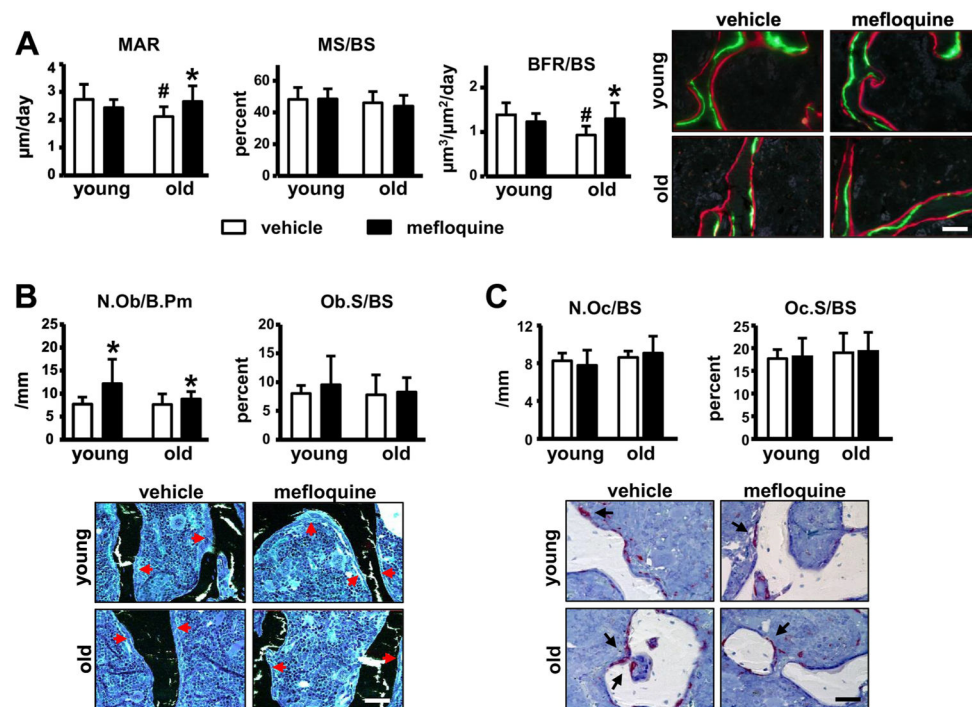 A
MAR
µm/day
4
3
2
1
0
#
*
young old
MS/BS
percent
80
60
40
20
0
young old
BFR/BS
µm³/µm²/day
2
1
0
#
*
young old
vehicle mefloquine
vehicle mefloquine
young
old
B
N.Ob/B.Pm
/mm
25
20
15
10
5
0
*
*
young old
Ob.S/BS
percent
20
15
10
5
0
young old
vehicle mefloquine
young
old
C
N.Oc/BS
/mm
12
8
4
0
young old
Oc.S/BS
percent
25
20
15
10
5
0
young old
vehicle mefloquine
young
old